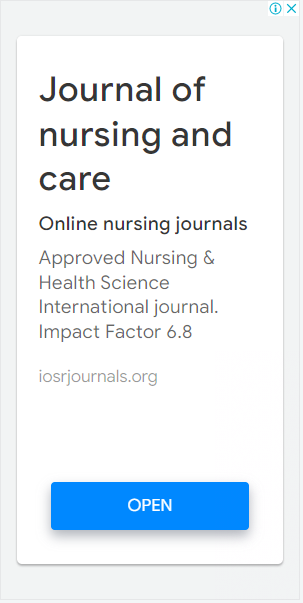 Journal of
nursing and
care
Online nursing journals
Approved Nursing &
Health Science
International journal.
Impact Factor 6.8
iosrjournals.org
OPEN